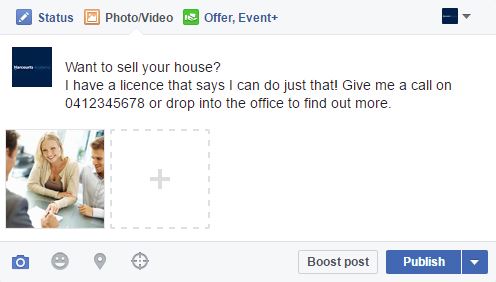 Status Photo/Video Offer, Event+
Want to sell your house?
I have a licence that says I can do just that! Give me a call on
0412345678 or drop into the office to find out more.
Boost post Publish